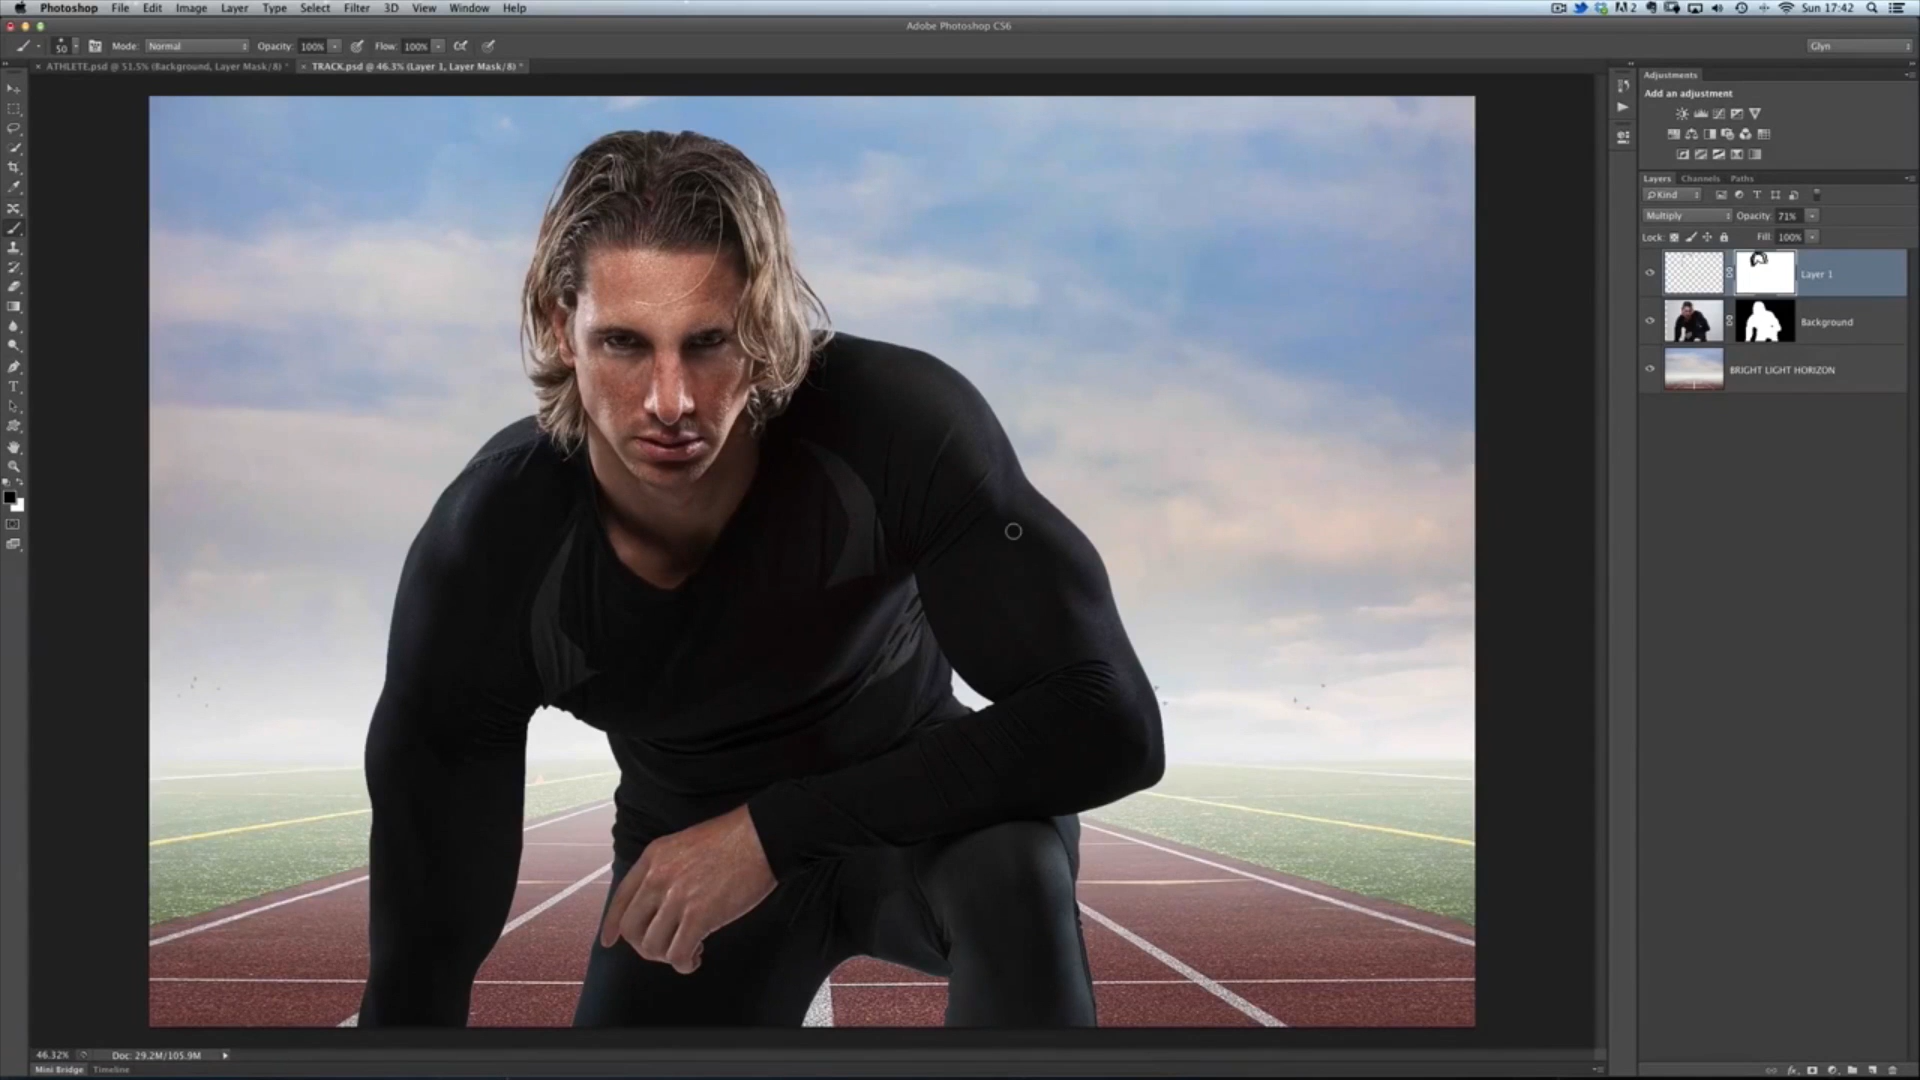 Photoshop File Edit Image Layer Type Select Filter 3D View Window Help 2 Sun 17:42
Adobe Photoshop CS6
50 Mode: Normal Opacity: 100% Flow: 100% Glyn
× ATHLETE.psd @ 51.5% (Background, Layer Mask/8) * × TRACK.psd @ 46.3% (Layer 1, Layer Mask/8) *
Adjustments
Add an adjustment
Layers Channels Paths
Kind
Multiply Opacity: 71%
Lock: Fill: 100%
Layer 1
Background
BRIGHT LIGHT HORIZON
46.32% Doc: 29.2M/105.9M
Mini Bridge Timeline